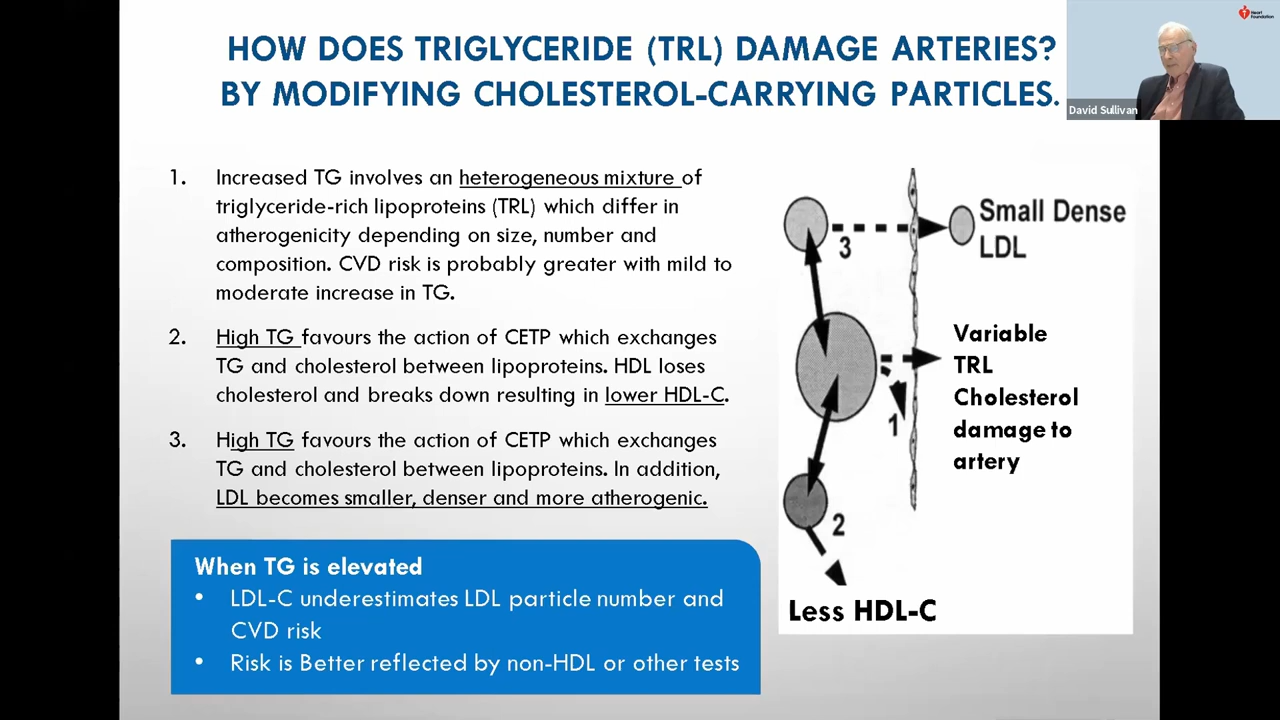 HOW DOES TRIGLYCERIDE (TRL) DAMAGE ARTERIES?
BY MODIFYING CHOLESTEROL-CARRYING PARTICLES.
Heart
Foundation
David Sullivan
1. Increased TG involves an heterogeneous mixture of
triglyceride-rich lipoproteins (TRL) which differ in
atherogenicity depending on size, number and
composition. CVD risk is probably greater with mild to
moderate increase in TG.
2. High TG favours the action of CETP which exchanges
TG and cholesterol between lipoproteins. HDL loses
cholesterol and breaks down resulting in lower HDL-C.
3. High TG favours the action of CETP which exchanges
TG and cholesterol between lipoproteins. In addition,
LDL becomes smaller, denser and more atherogenic.
When TG is elevated
• LDL-C underestimates LDL particle number and
CVD risk
• Risk is Better reflected by non-HDL or other tests
3
Small Dense
LDL
Variable
TRL
Cholesterol
damage to
artery
1
2
Less HDL-C